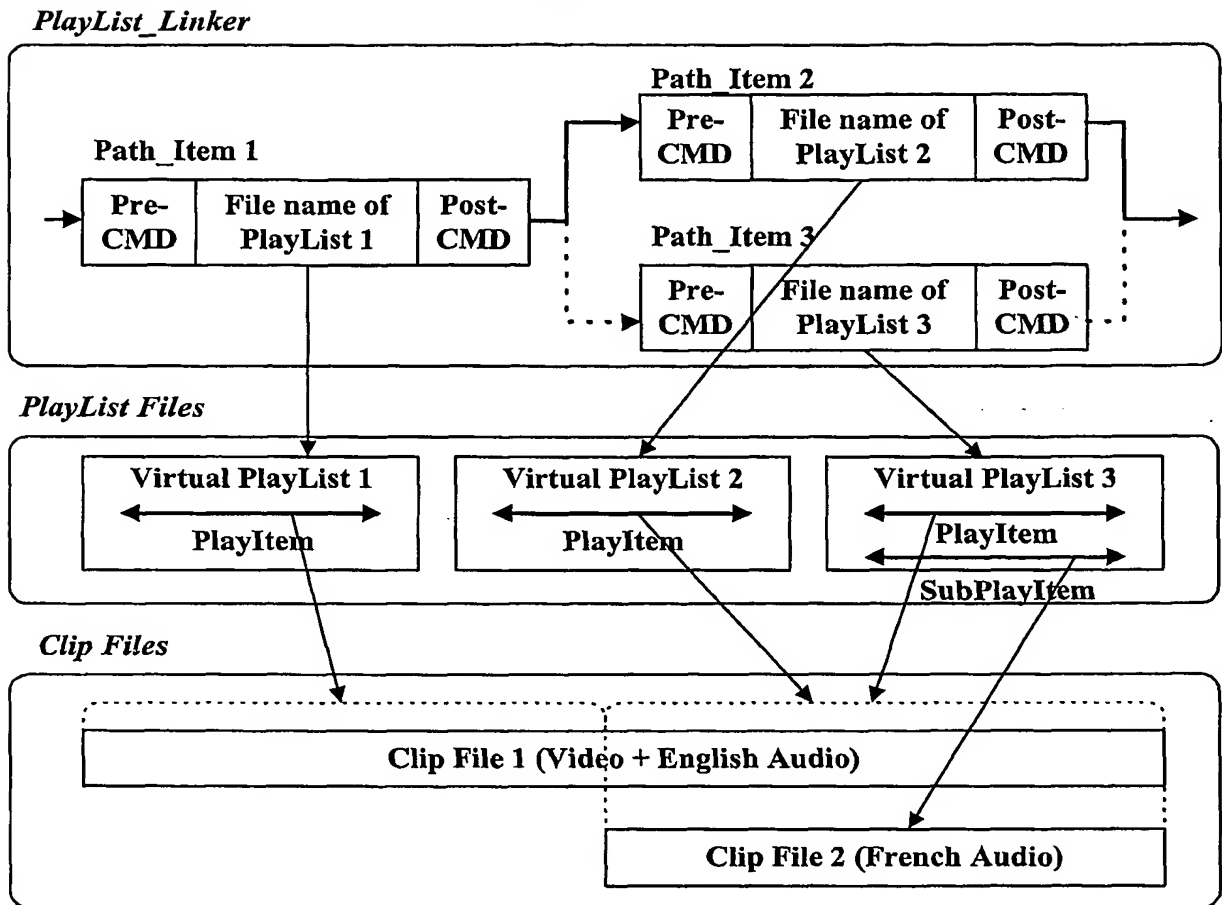 PlayList_Linker
Path_Item 1
Pre-
CMD
File name of
PlayList 1
Post-
CMD
Path_Item 2
Pre-
CMD
File name of
PlayList 2
Post-
CMD
Path_Item 3
Pre-
CMD
File name of
PlayList 3
Post-
CMD
PlayList Files
Virtual PlayList 1
PlayItem
Virtual PlayList 2
PlayItem
Virtual PlayList 3
PlayItem
SubPlayItem
Clip Files
Clip File 1 (Video + English Audio)
Clip File 2 (French Audio)